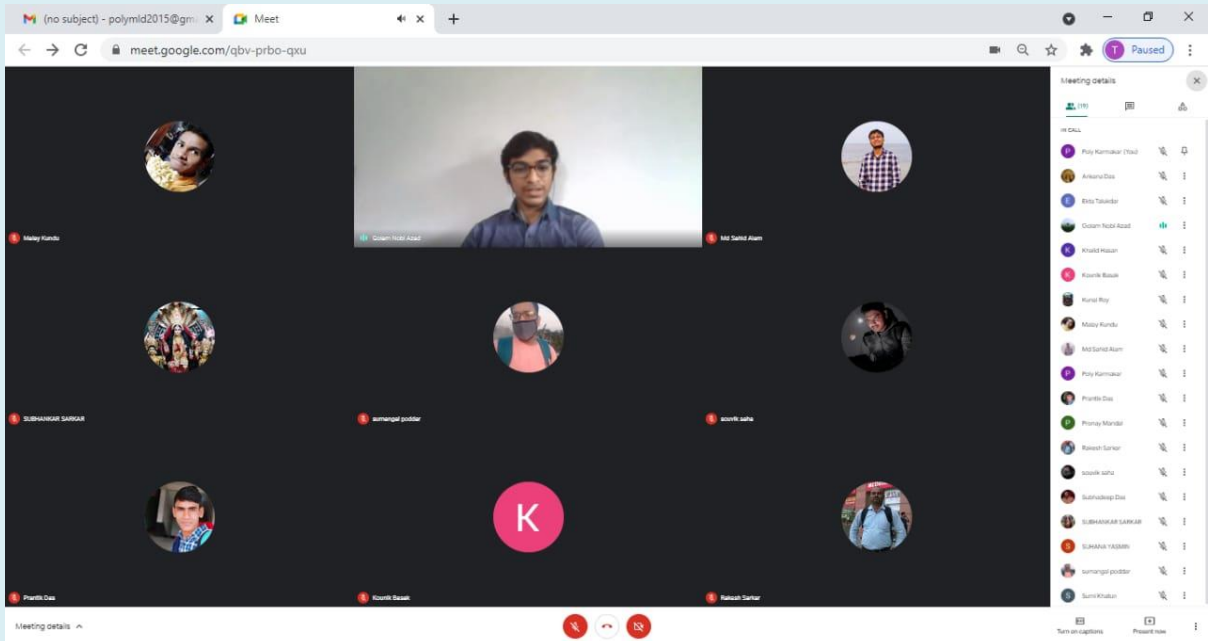 (no subject) - polymld2015@gm
Meet
meet.google.com/qbv-prbo-qxu
T
Paused
Malay Kundu
Golam Nobi Azad
Md Sahid Alam
SUBHANKAR SARKAR
sumangal podder
souvik saha
K
Prantik Das
Kounik Basak
Rakesh Sarkar
Meeting details
(19)
IN CALL
P Poly Karmakar (You)
Ankana Das
E Ekta Talukdar
Golam Nobi Azad
K Khalid Hasan
K Kounik Basak
Kunal Roy
Malay Kundu
Md Sahid Alam
P Poly Karmakar
Prantik Das
P Pronay Mandal
Rakesh Sarkar
souvik saha
Subhadeep Das
SUBHANKAR SARKAR
S SUHANA YASMIN
sumangal podder
S Sumi Khatun
Meeting details
Turn on captions
Present now